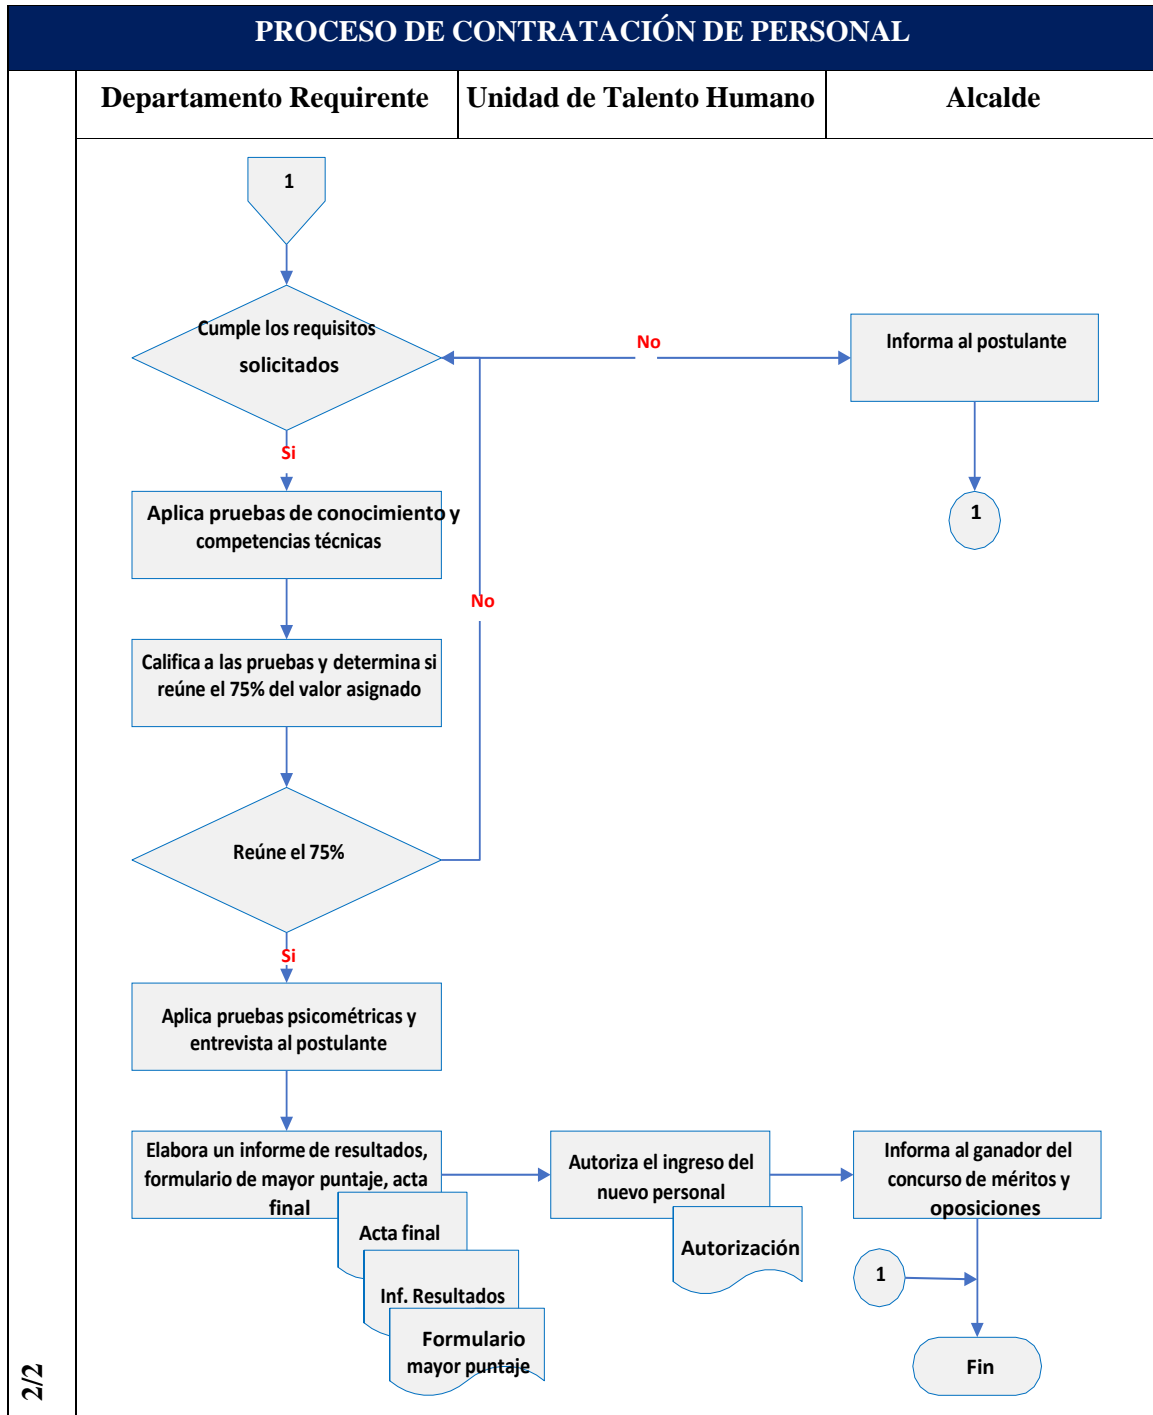 PROCESO DE CONTRATACIÓN DE PERSONAL
Departamento Requirente
Unidad de Talento Humano
Alcalde
1
Cumple los requisitos
solicitados
No
Informa al postulante
Si
1
Aplica pruebas de conocimiento y
competencias técnicas
No
Califica a las pruebas y determina si
reúne el 75% del valor asignado
Reúne el 75%
Si
Aplica pruebas psicométricas y
entrevista al postulante
Elabora un informe de resultados,
formulario de mayor puntaje, acta
final
Autoriza el ingreso del
nuevo personal
Informa al ganador del
concurso de méritos y
oposiciones
Acta final
Autorización
Inf. Resultados
1
Formulario
mayor puntaje
Fin
2/2